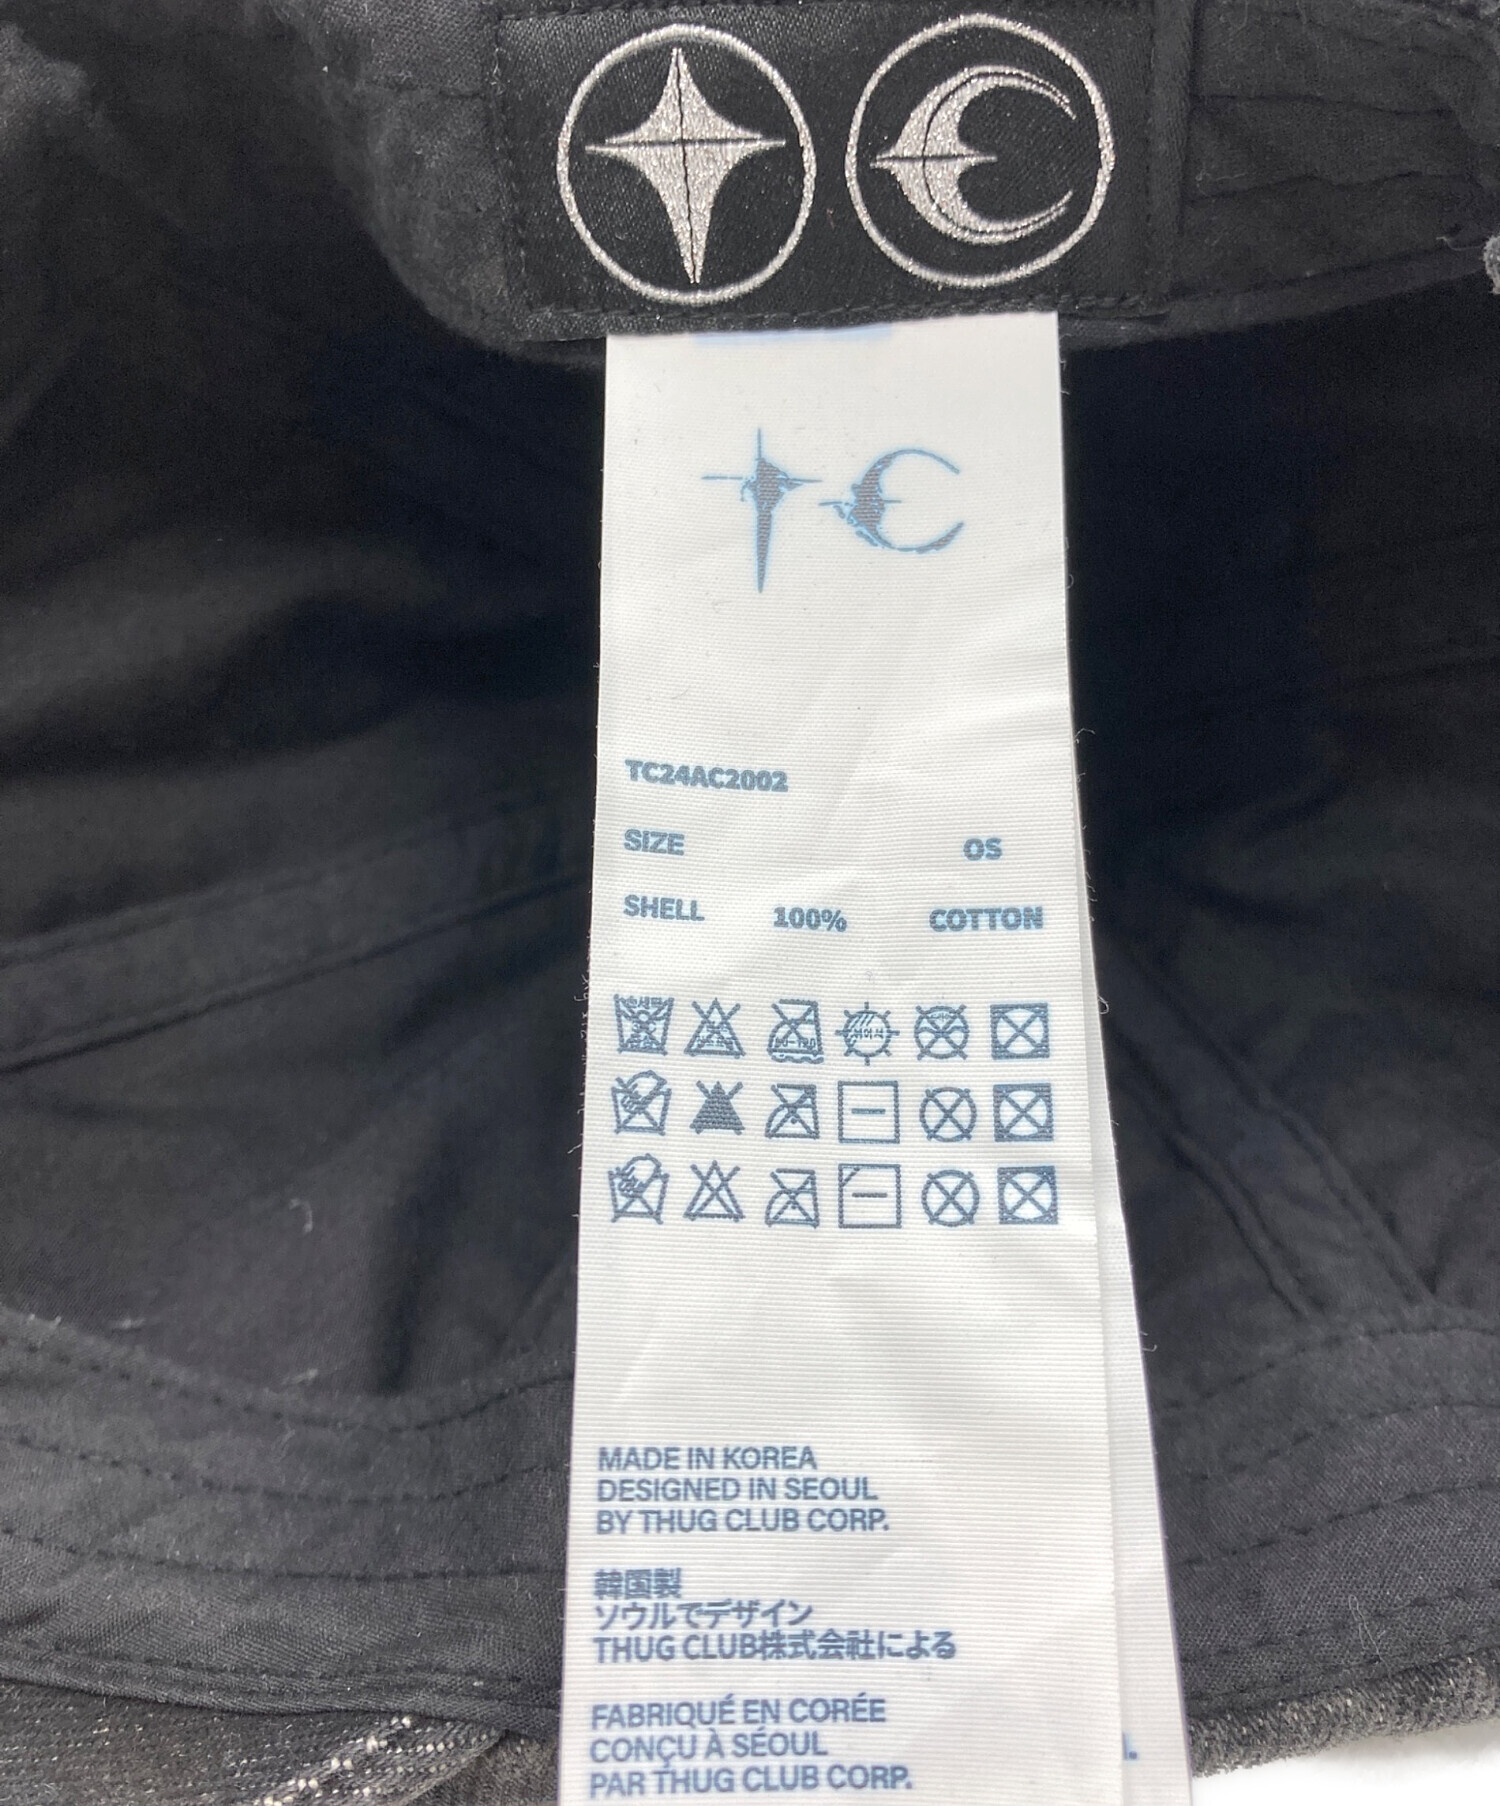 TC24AC2002
SIZE OS
SHELL 100% COTTON
MADE IN KOREA
DESIGNED IN SEOUL
BY THUG CLUB CORP.
韓国製
ソウルでデザイン
THUG CLUB株式会社による
FABRIQUÉ EN CORÉE
CONÇU À SÉOUL
PAR THUG CLUB CORP.